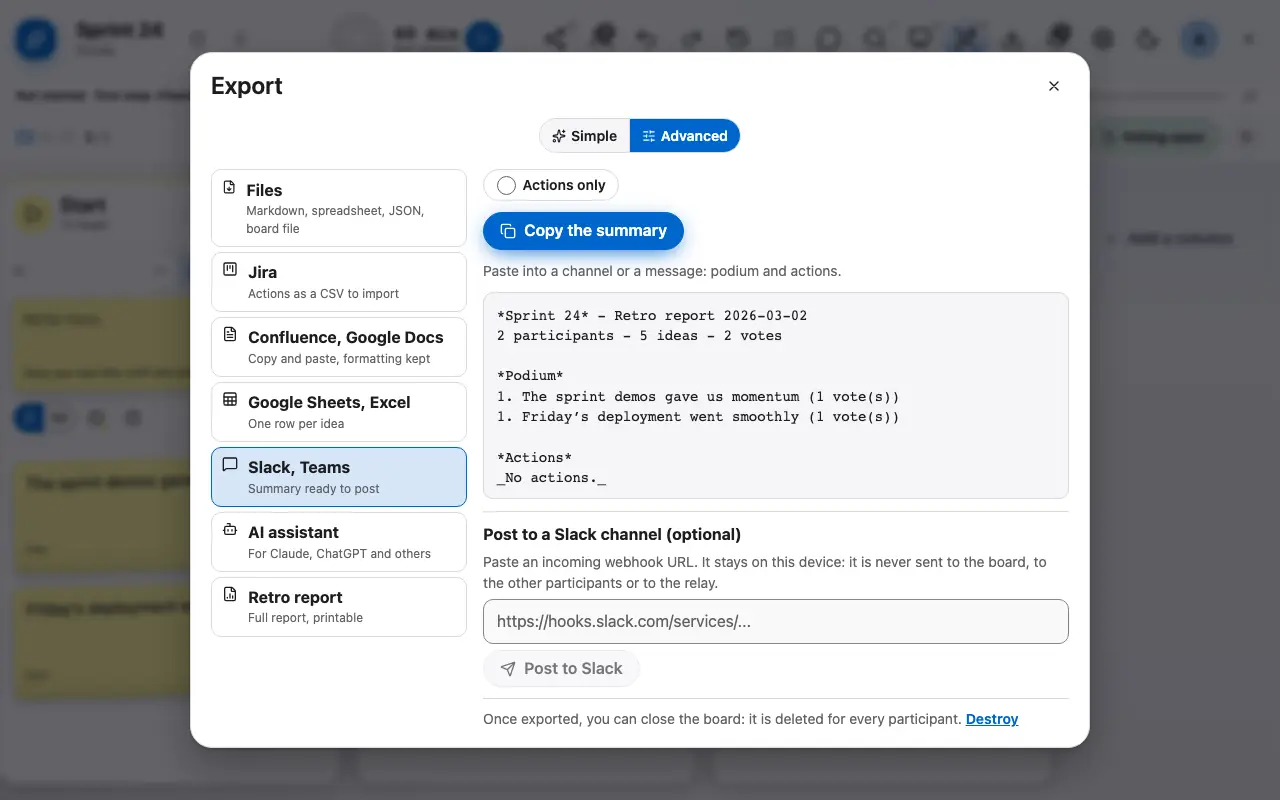 Sprint 24
Start
Export
Simple
Advanced
Files
Markdown, spreadsheet, JSON,
board file
Jira
Actions as a CSV to import
Confluence, Google Docs
Copy and paste, formatting kept
Google Sheets, Excel
One row per idea
Slack, Teams
Summary ready to post
AI assistant
For Claude, ChatGPT and others
Retro report
Full report, printable
Actions only
Copy the summary
Paste into a channel or a message: podium and actions.
*Sprint 24* - Retro report 2026-03-02
2 participants - 5 ideas - 2 votes
*Podium*
1. The sprint demos gave us momentum (1 vote(s))
1. Friday’s deployment went smoothly (1 vote(s))
*Actions*
_No actions._
Post to a Slack channel (optional)
Paste an incoming webhook URL. It stays on this device: it is never sent to the board, to
the other participants or to the relay.
https://hooks.slack.com/services/...
Post to Slack
Once exported, you can close the board: it is deleted for every participant. Destroy